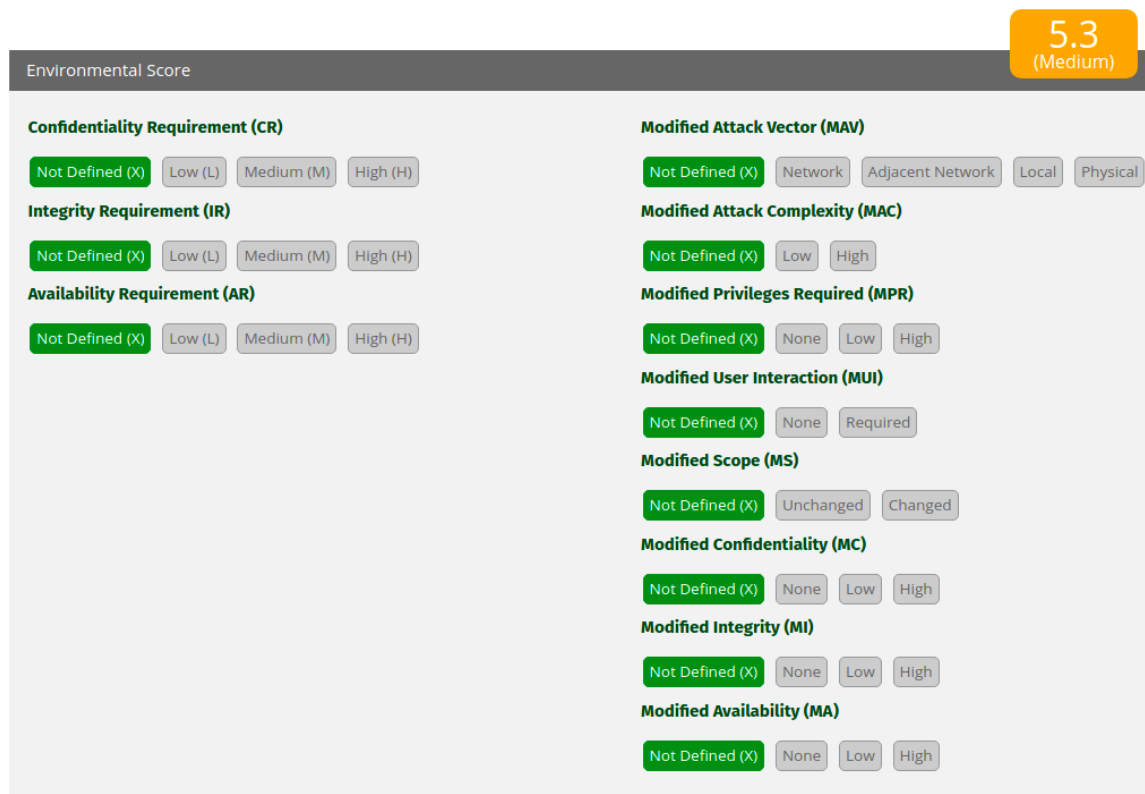 5.3
(Medium)
Environmental Score
Confidentiality Requirement (CR)
Not Defined (X) Low (L) Medium (M) High (H)
Integrity Requirement (IR)
Not Defined (X) Low (L) Medium (M) High (H)
Availability Requirement (AR)
Not Defined (X) Low (L) Medium (M) High (H)
Modified Attack Vector (MAV)
Not Defined (X) Network Adjacent Network Local Physical
Modified Attack Complexity (MAC)
Not Defined (X) Low High
Modified Privileges Required (MPR)
Not Defined (X) None Low High
Modified User Interaction (MUI)
Not Defined (X) None Required
Modified Scope (MS)
Not Defined (X) Unchanged Changed
Modified Confidentiality (MC)
Not Defined (X) None Low High
Modified Integrity (MI)
Not Defined (X) None Low High
Modified Availability (MA)
Not Defined (X) None Low High